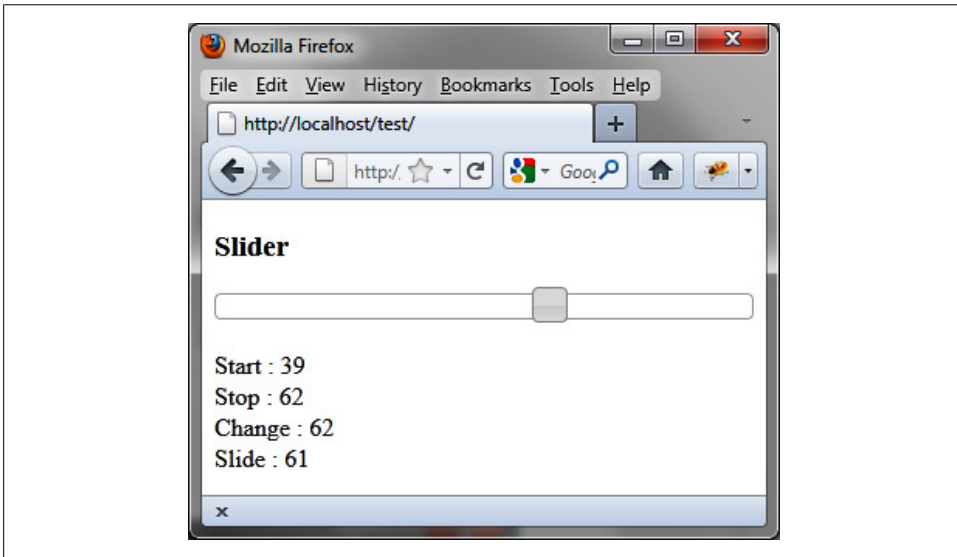 Mozilla Firefox
File Edit View History Bookmarks Tools Help
http://localhost/test/
http:/
Slider
Start : 39
Stop : 62
Change : 62
Slide : 61